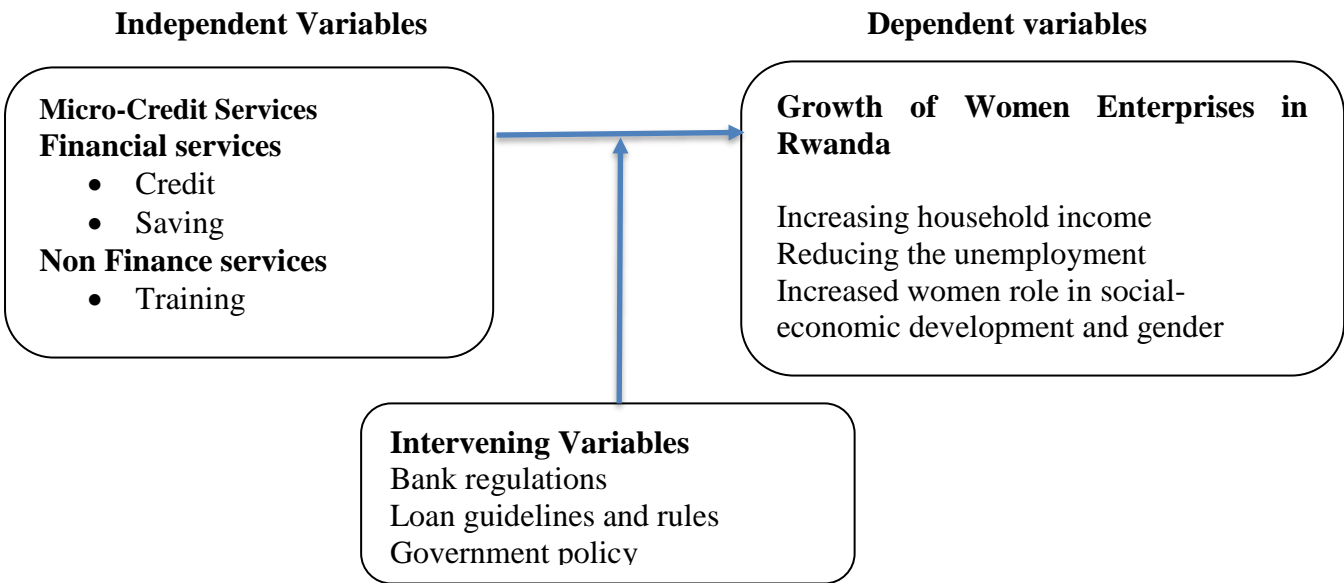 Independent Variables
Dependent variables
Micro-Credit Services
Financial services
• Credit
• Saving
Non Finance services
• Training
Growth of Women Enterprises in
Rwanda
Increasing household income
Reducing the unemployment
Increased women role in social-
economic development and gender
Intervening Variables
Bank regulations
Loan guidelines and rules
Government policy